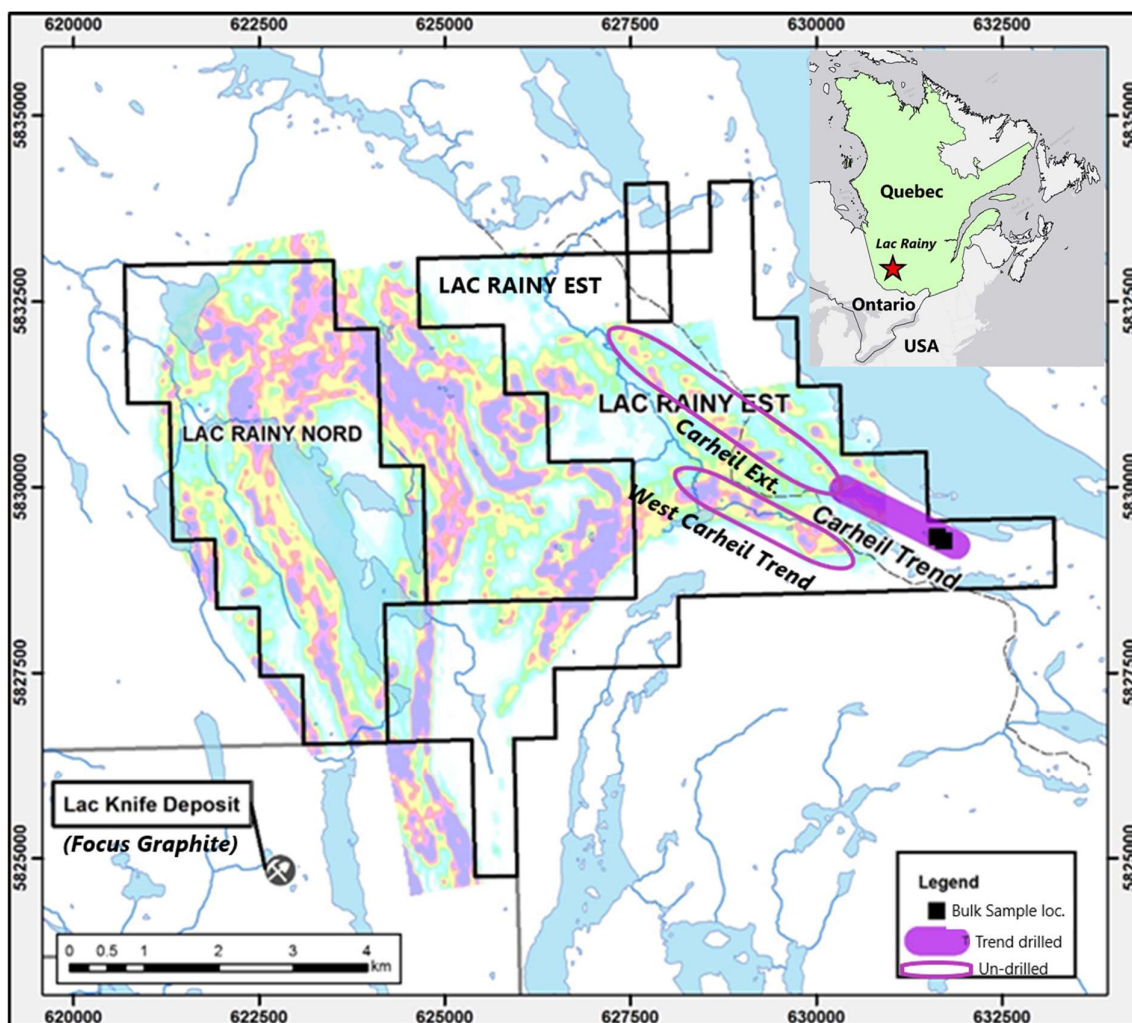 620000 622500 625000 627500 630000 632500
5835000
5832500
5830000
5827500
5825000
5835000
5832500
5830000
5827500
5825000
Quebec
Lac Rainy
Ontario
USA
LAC RAINY EST
LAC RAINY EST
LAC RAINY NORD
Carheil Ext.
West Carheil Trend
Carheil Trend
Lac Knife Deposit
(Focus Graphite)
Legend
Bulk Sample loc.
T Trend drilled
Un-drilled
0 0.5 1 2 3 4
km
620000 622500 625000 627500 630000 632500